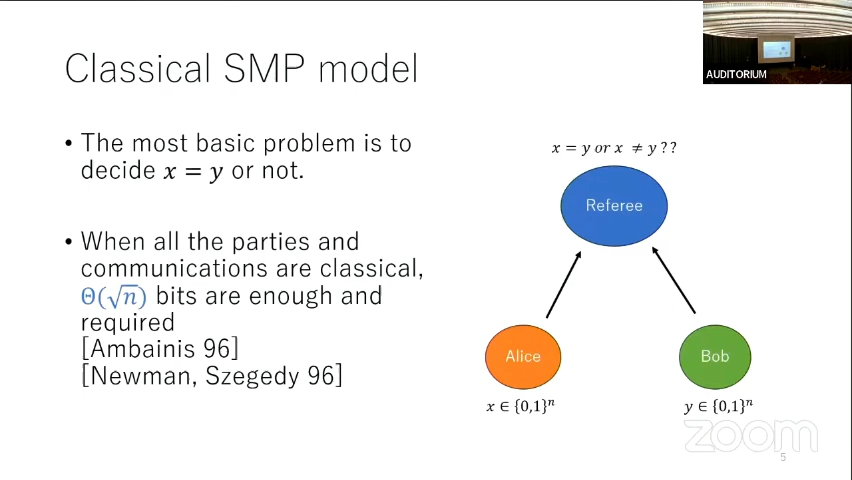 Classical SMP model
AUDITORIUM
• The most basic problem is to
decide x = y or not.
• When all the parties and
communications are classical,
Θ(√n) bits are enough and
required
[Ambainis 96]
[Newman, Szegedy 96]
x = y or x ≠ y ??
Referee
Alice
Bob
x ∈ {0,1}ⁿ
y ∈ {0,1}ⁿ
zoom
5